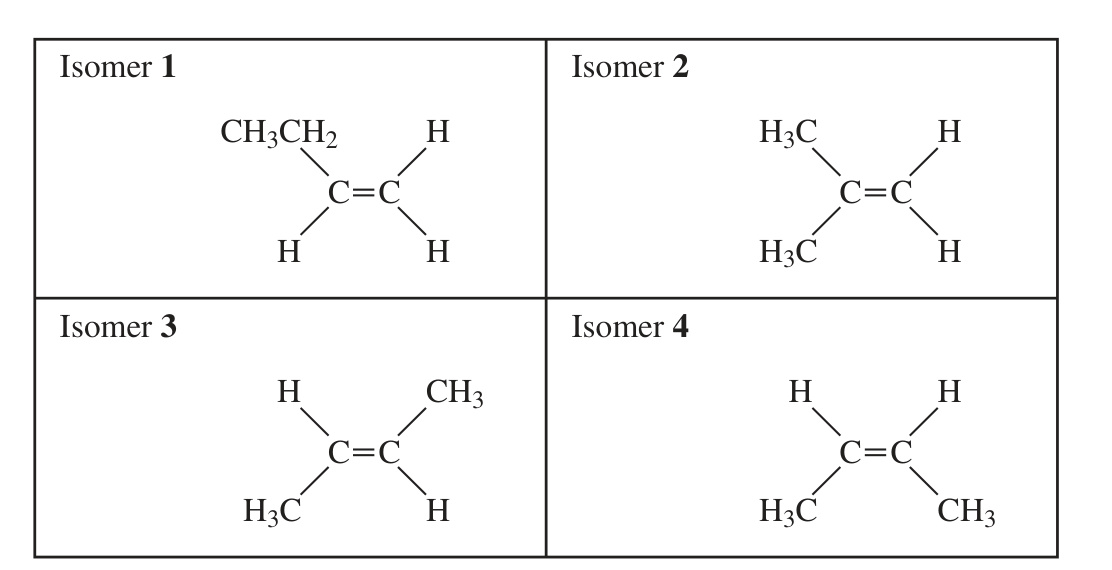 Isomer 1
CH₃CH₂ H
C=C
H H
Isomer 2
H₃C H
C=C
H₃C H
Isomer 3
H CH₃
C=C
H₃C H
Isomer 4
H H
C=C
H₃C CH₃